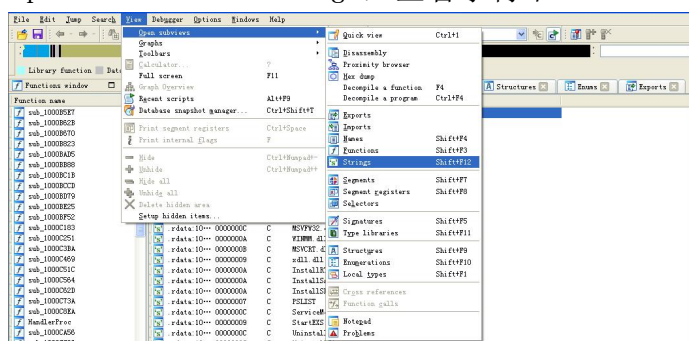 File Edit Jump Search View Debugger Options Windows Help
Open subviews
Graphs
Toolbars
Calculator... ?
Full screen F11
Graph Overview
Recent scripts Alt+F9
Database snapshot manager... Ctrl+Shift+T
Print segment registers Ctrl+Space
Print internal flags F
Hide Ctrl+Numpad+-
Unhide Ctrl+Numpad++
Hide all
Unhide all
Delete hidden area
Setup hidden items...
Quick view Ctrl+1
Disassembly
Proximity browser
Hex dump
Decompile a function F4
Decompile a program Ctrl+F4
Exports
Imports
Names Shift+F4
Functions Shift+F3
Strings Shift+F12
Segments Shift+F7
Segment registers Shift+F8
Selectors
Signatures Shift+F5
Type libraries Shift+F11
Structures Shift+F9
Enumerations Shift+F10
Local types Shift+F1
Cross references
Function calls
Notepad
Problems
Library function Data
Functions window
Structures Enums Exports
Function name
sub_1000B5E7
sub_1000B62B
sub_1000B670
sub_1000B823
sub_1000BAD5
sub_1000BB88
sub_1000BC1B
sub_1000BCCD
sub_1000BD79
sub_1000BE25
sub_1000BF52
sub_1000C183
sub_1000C251
sub_1000C3BA
sub_1000C469
sub_1000C51C
sub_1000C564
sub_1000C62D
sub_1000C73A
sub_1000C8EA
HandlerProc
sub_1000CA56
.rdata:10··· 0000000C C MSVFW32.
.rdata:10··· 0000000A C WINMM.dl
.rdata:10··· 0000000B C MSVCRT.d
.rdata:10··· 00000009 C xdll.dll
.rdata:10··· 0000000A C InstallR
.rdata:10··· 0000000A C InstallS
.rdata:10··· 0000000A C InstallS
.rdata:10··· 00000007 C PSLIST
.rdata:10··· 0000000C C ServiceM
.rdata:10··· 00000009 C StartEXS
.rdata:10··· 0000000C C Uninstal